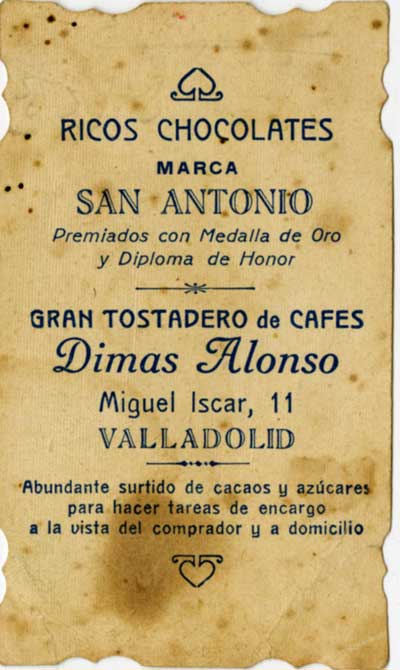 RICOS CHOCOLATES
MARCA
SAN ANTONIO
Premiados con Medalla de Oro
y Diploma de Honor
GRAN TOSTADERO de CAFES
Dimas Alonso
Miguel Iscar, 11
VALLADOLID
Abundante surtido de cacaos y azúcares
para hacer tareas de encargo
a la vista del comprador y a domicilio